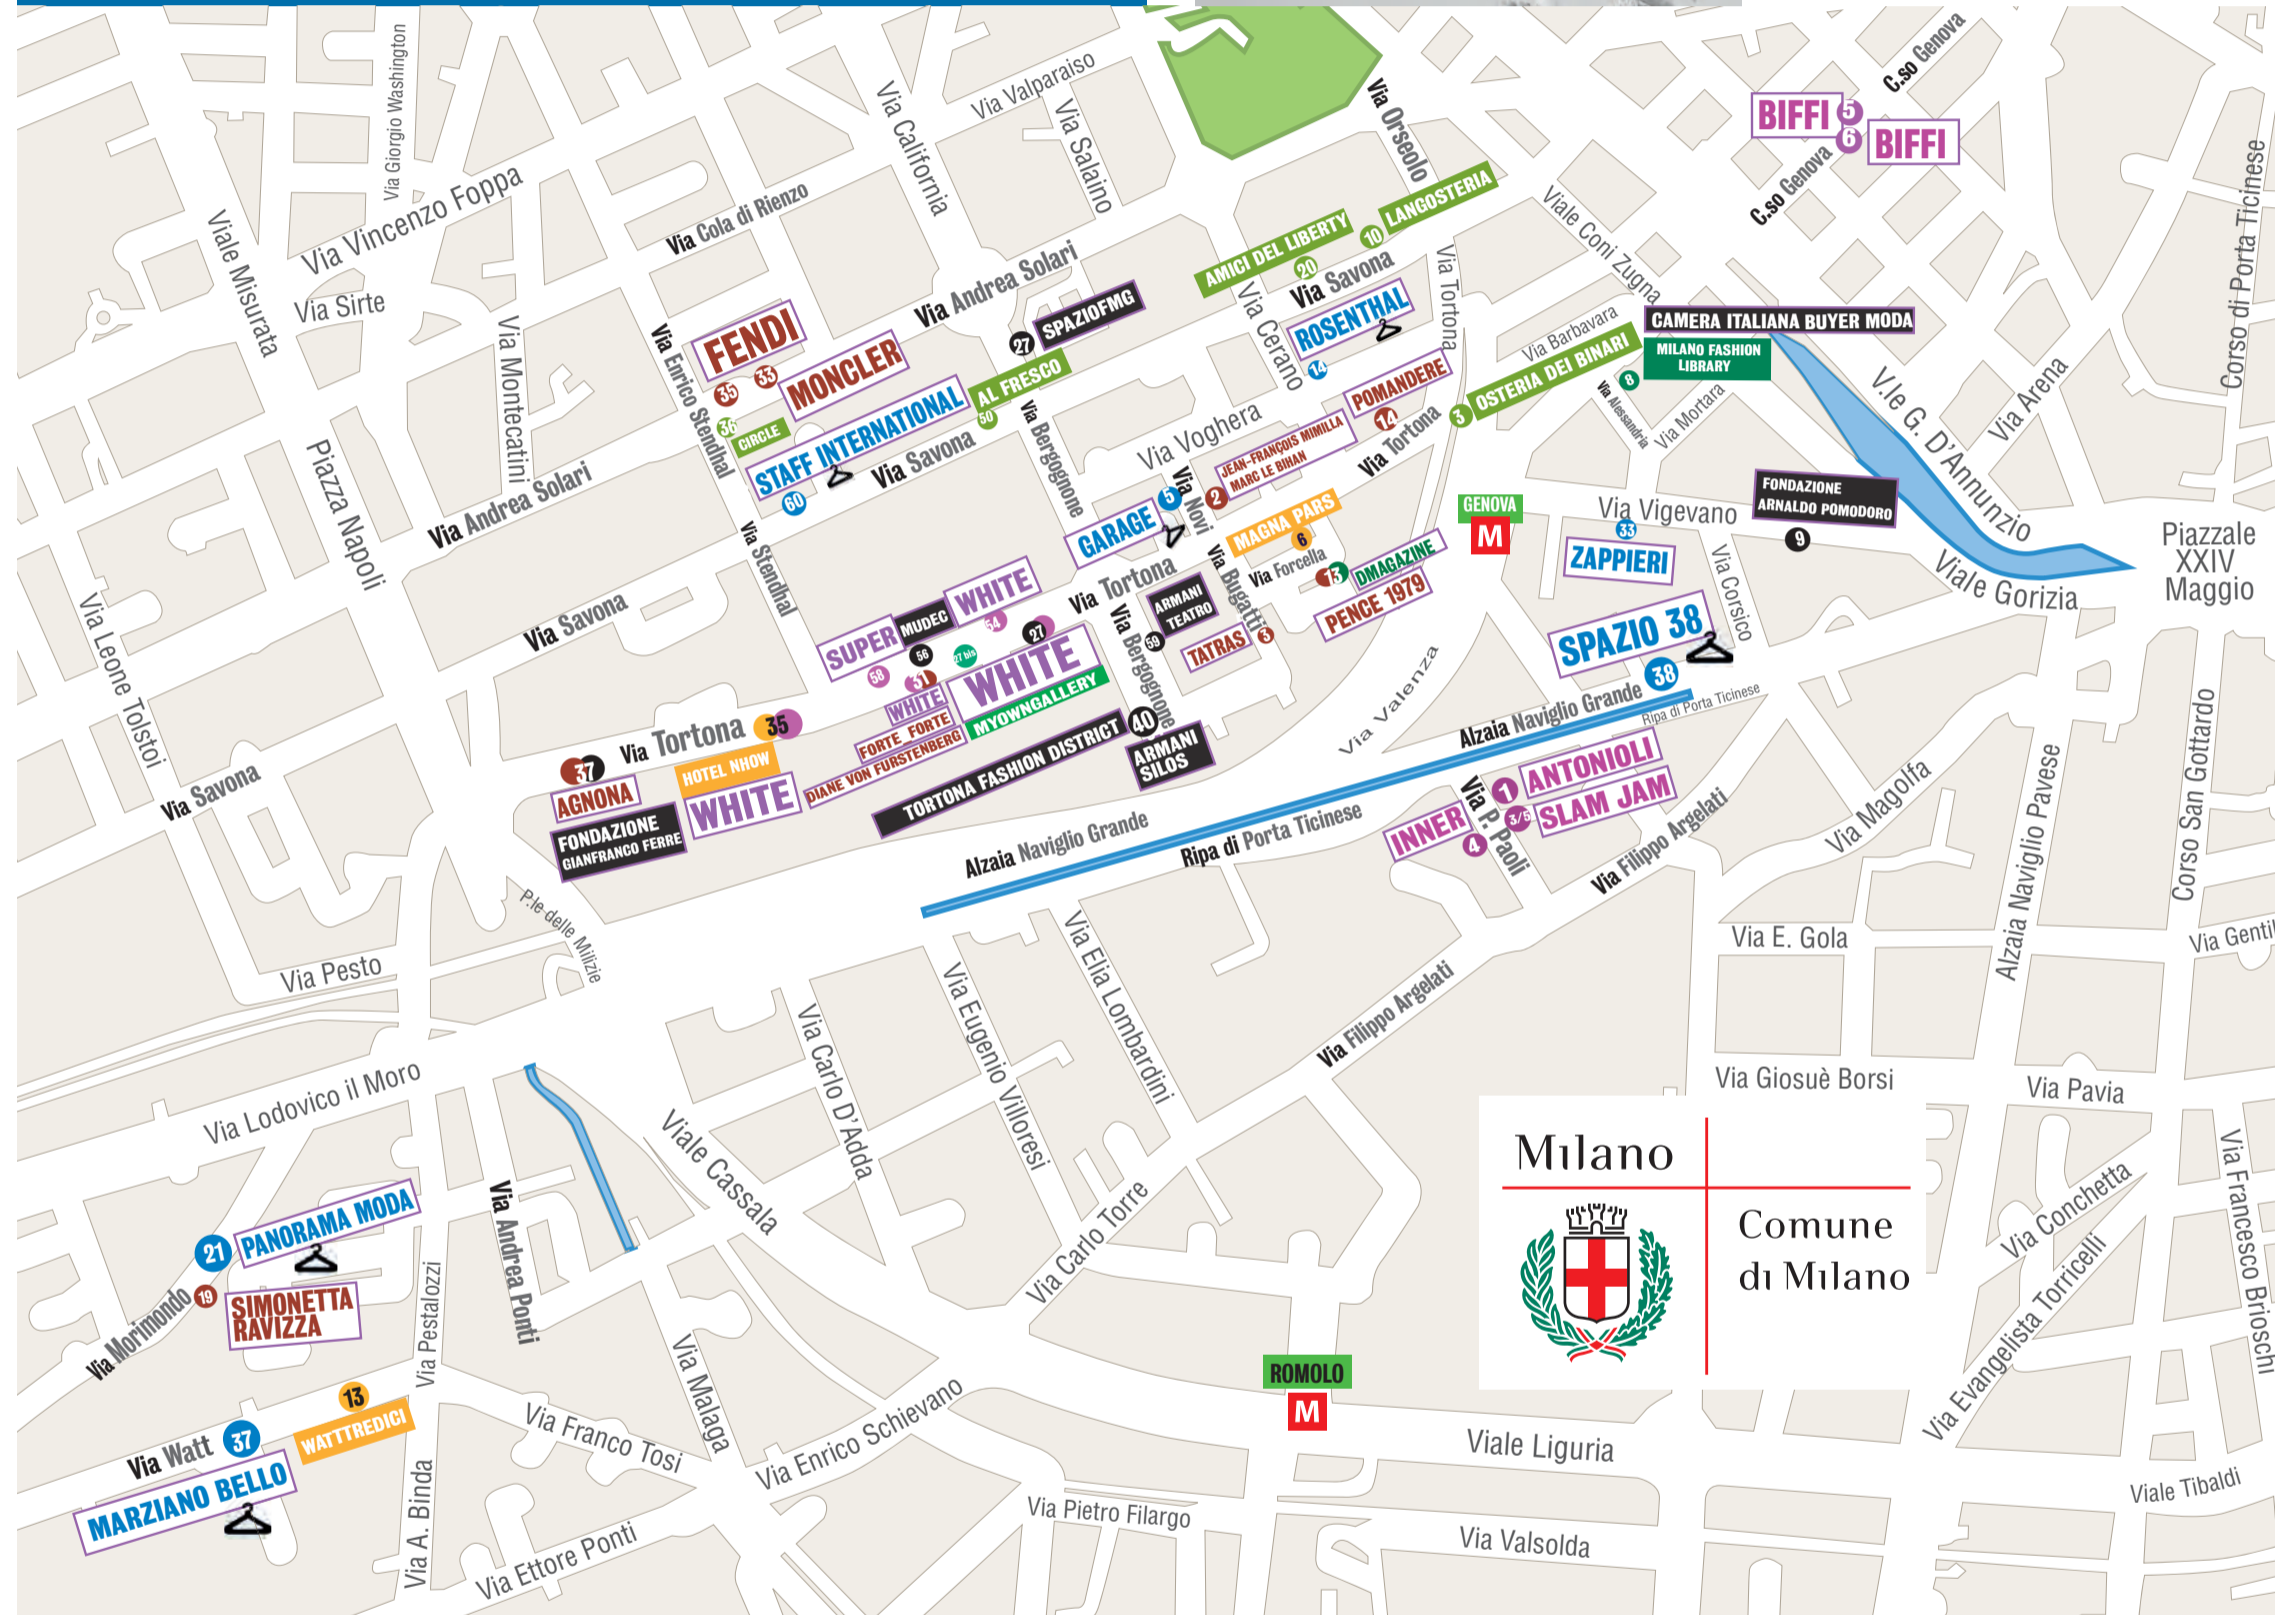 Via Giorgio Washington
Via Valparaiso
Via California
Via Salaino
Via Orseolo
C.so Genova
BIFFI
5
6
BIFFI
C.so Genova
Corso di Porta Ticinese
Via Vincenzo Foppa
Viale Misurata
Via Sirte
Via Cola di Rienzo
Via Andrea Solari
LANGOSTERIA
10
AMICI DEL LIBERTY
20
Via Savona
Viale Coni Zugna
Via Tortona
Via Cerano
ROSENTHAL
14
SPAZIOFMG
27
FENDI
35
33
MONCLER
Via Enrico Stendhal
Via Montecatini
36
CIRCLE
STAFF INTERNATIONAL
60
AL FRESCO
50
Via Savona
Via Bergognone
Via Barbavara
CAMERA ITALIANA BUYER MODA
MILANO FASHION
LIBRARY
8
Via Alessandria
Via Mortara
3
OSTERIA DEI BINARI
POMANDERE
14
Via Tortona
Via Voghera
JEAN-FRANÇOIS MIMILLA
MARC LE BIHAN
2
Via Novi
5
GARAGE
V.le G. D'Annunzio
Via Arena
Piazza Napoli
Via Andrea Solari
Via Stendhal
MAGNA PARS
6
Via Forcella
Via Bugatti
13
DMAGAZINE
PENCE 1979
GENOVA
M
Via Vigevano
33
ZAPPIERI
FONDAZIONE
ARNALDO POMODORO
9
Via Corsico
Viale Gorizia
Piazzale
XXIV
Maggio
Via Leone Tolstoi
Via Savona
SUPER
58
MUDEC
56
WHITE
54
Via Tortona
ARMANI
TEATRO
59
TATRAS
3
Via Bergognone
27 bis
27
31
WHITE
WHITE
MYOWNGALLERY
FORTE_FORTE
DIANE VON FURSTENBERG
TORTONA FASHION DISTRICT
40
ARMANI
SILOS
Via Valenza
SPAZIO 38
38
Alzaia Naviglio Grande
Ripa di Porta Ticinese
Via Savona
Via Tortona
35
37
HOTEL NHOW
AGNONA
WHITE
FONDAZIONE
GIANFRANCO FERRE
Alzaia Naviglio Grande
Ripa di Porta Ticinese
1
ANTONIOLI
3/5
SLAM JAM
INNER
4
Via P. Paoli
Via Filippo Argelati
Via Magolfa
Alzaia Naviglio Pavese
Corso San Gottardo
P.le delle Milizie
Via Pesto
Via E. Gola
Via Gentil
Via Elia Lombardini
Via Eugenio Villoresi
Via Carlo D'Adda
Via Filippo Argelati
Via Lodovico il Moro
Via Giosuè Borsi
Via Pavia
Viale Cassala
Via Carlo Torre
Milano
Comune
di Milano
Via Conchetta
Via Francesco Brioschi
Via Evangelista Torricelli
21
PANORAMA MODA
19
SIMONETTA
RAVIZZA
Via Morimondo
Via Andrea Ponti
Via Pestalozzi
Via Malaga
13
WATTTREDICI
Via Watt
37
MARZIANO BELLO
Via A. Binda
Via Franco Tosi
Via Enrico Schievano
Via Ettore Ponti
ROMOLO
M
Viale Liguria
Via Pietro Filargo
Via Valsolda
Viale Tibaldi